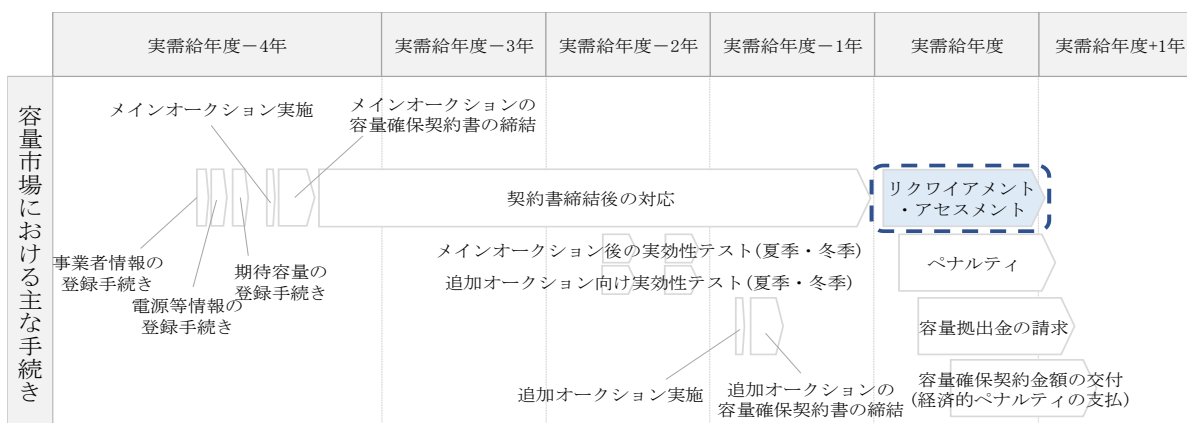 実需給年度－4年
実需給年度－3年
実需給年度－2年
実需給年度－1年
実需給年度
実需給年度+1年
容量市場における主な手続き
メインオークション実施
メインオークションの
容量確保契約書の締結
契約書締結後の対応
リクワイアメント
・アセスメント
事業者情報の
登録手続き
電源等情報の
登録手続き
期待容量の
登録手続き
メインオークション後の実効性テスト(夏季・冬季)
追加オークション向け実効性テスト(夏季・冬季)
ペナルティ
追加オークション実施
追加オークションの
容量確保契約書の締結
容量拠出金の請求
容量確保契約金額の交付
(経済的ペナルティの支払)